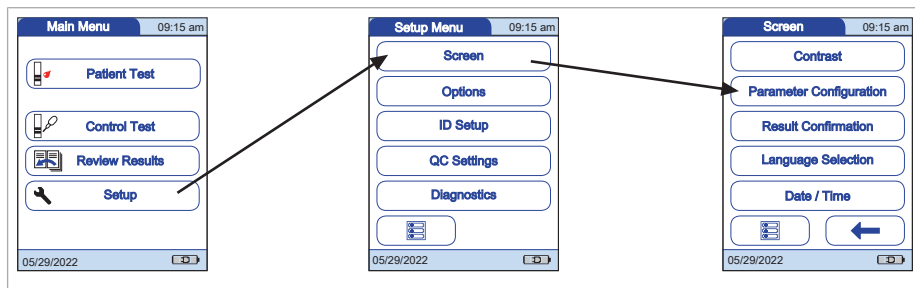 Main Menu 09:15 am
Patient Test
Control Test
Review Results
Setup
05/29/2022
Setup Menu 09:15 am
Screen
Options
ID Setup
QC Settings
Diagnostics
05/29/2022
Screen 09:15 am
Contrast
Parameter Configuration
Result Confirmation
Language Selection
Date / Time
05/29/2022